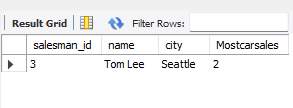 Result Grid Filter Rows:
salesman_id name city Mostcarsales
3 Tom Lee Seattle 2